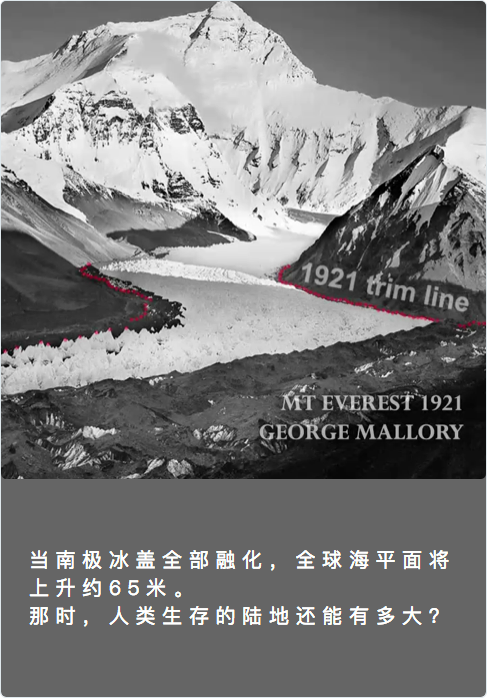 1921 trim line
MT EVEREST 1921
GEORGE MALLORY
当南极冰盖全部融化，全球海平面将
上升约65米。
那时，人类生存的陆地还能有多大？